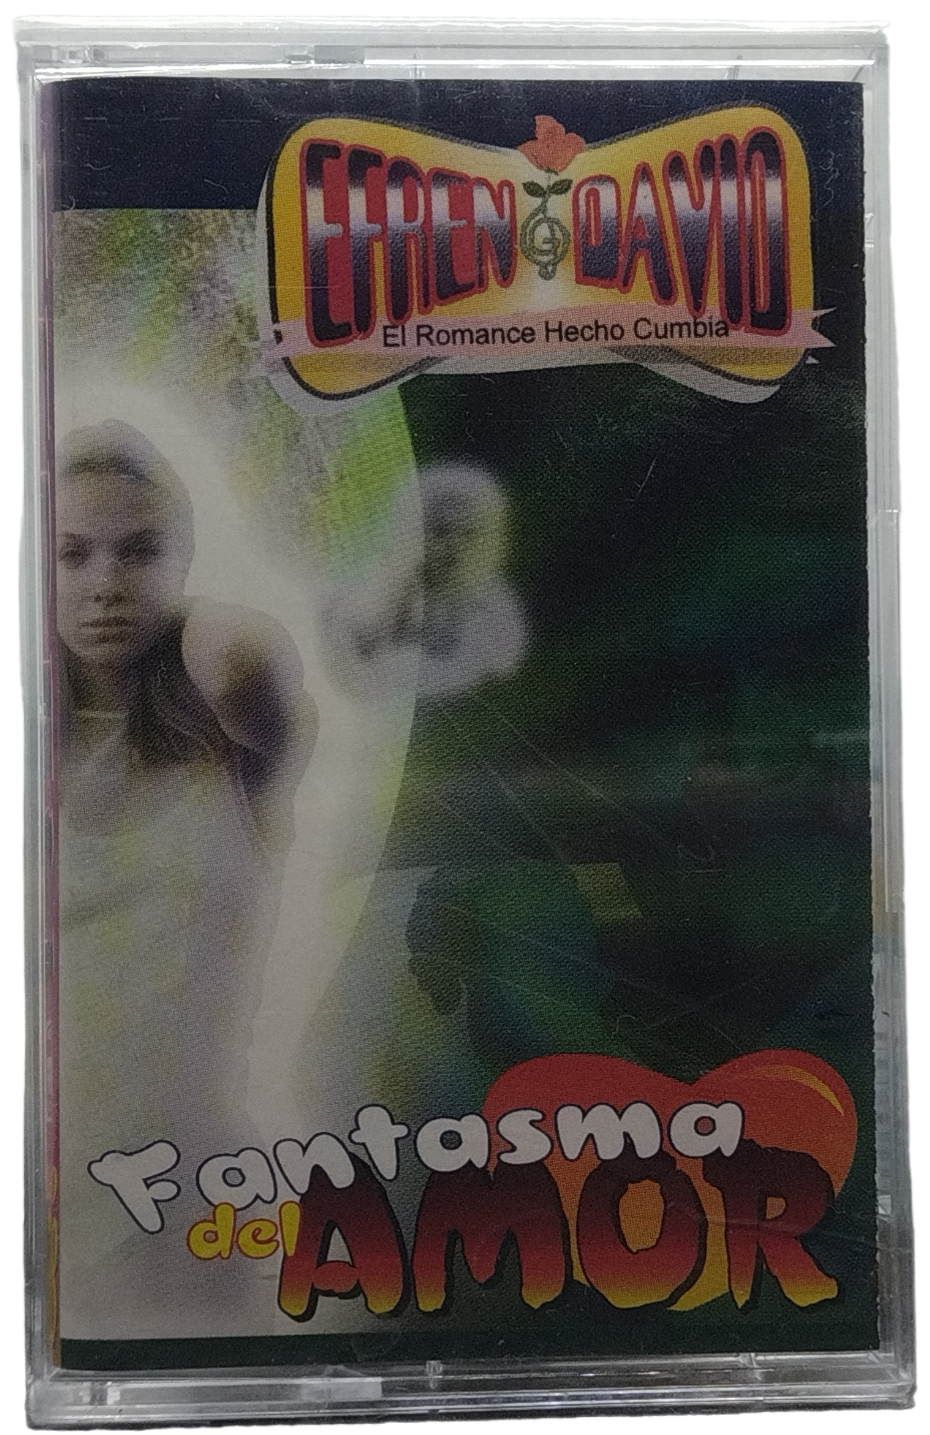 EFREN DAVID
El Romance Hecho Cumbia
Fantasma
del AMOR